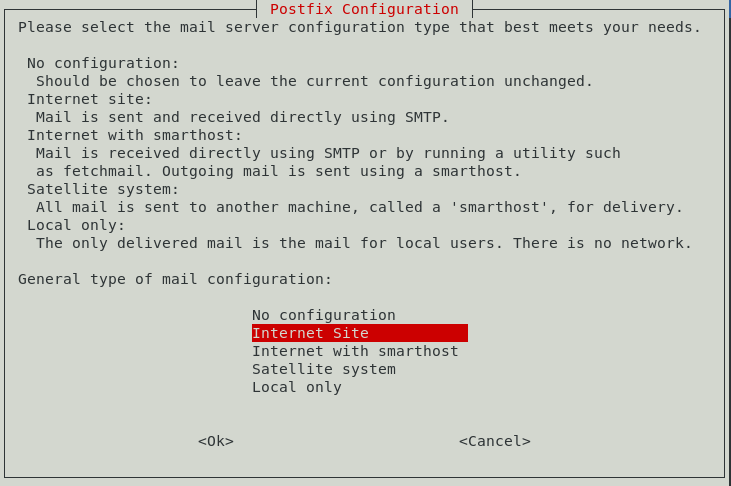 Postfix Configuration
Please select the mail server configuration type that best meets your needs.
No configuration:
Should be chosen to leave the current configuration unchanged.
Internet site:
Mail is sent and received directly using SMTP.
Internet with smarthost:
Mail is received directly using SMTP or by running a utility such
as fetchmail. Outgoing mail is sent using a smarthost.
Satellite system:
All mail is sent to another machine, called a 'smarthost', for delivery.
Local only:
The only delivered mail is the mail for local users. There is no network.
General type of mail configuration:
No configuration
Internet Site
Internet with smarthost
Satellite system
Local only
<Ok> <Cancel>